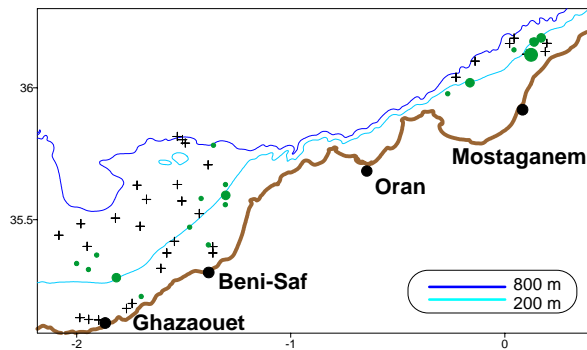 36
Mostaganem
Oran
35.5
Beni-Saf
800 m
200 m
Ghazaouet
-2
-1
0